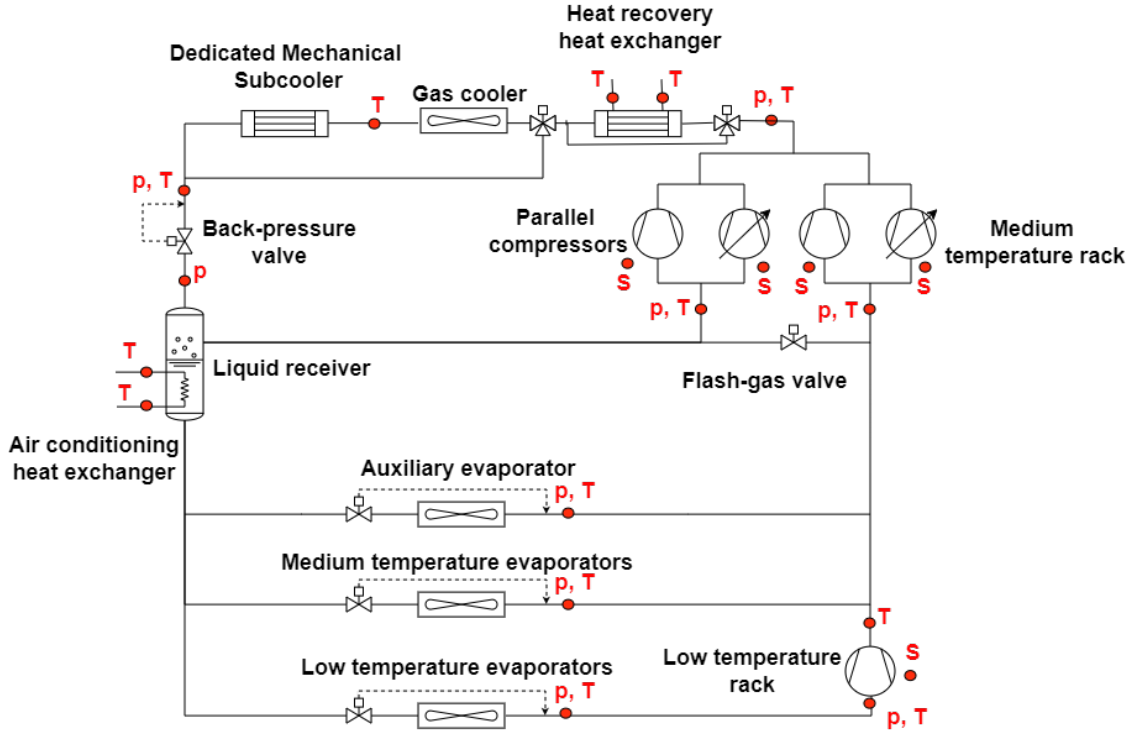 Heat recovery
heat exchanger
Dedicated Mechanical
Subcooler
Gas cooler
T
T
T
p, T
p, T
Back-pressure
valve
p
Parallel
compressors
Medium
temperature rack
S
S
S
S
p, T
p, T
T
T
Liquid receiver
Flash-gas valve
Air conditioning
heat exchanger
Auxiliary evaporator
p, T
Medium temperature evaporators
p, T
T
Low temperature evaporators
p, T
Low temperature
rack
S
p, T